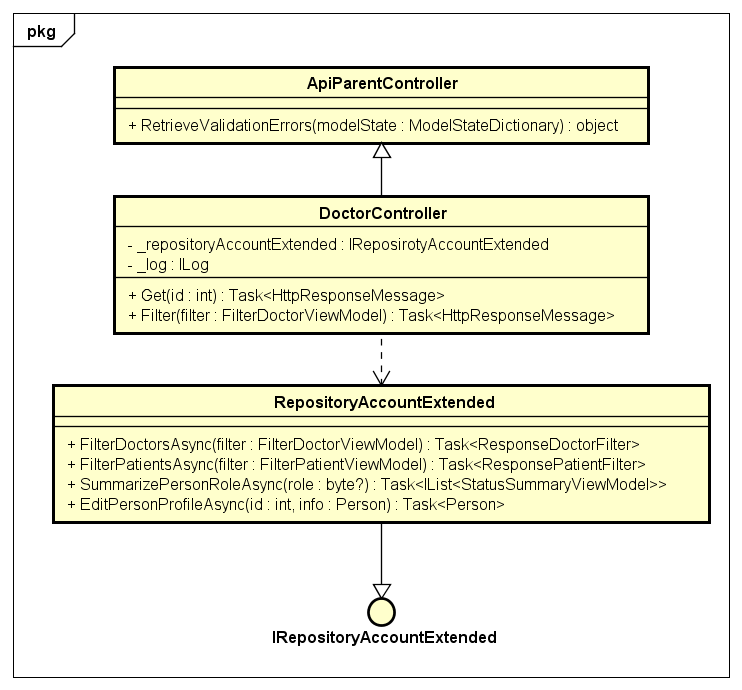 pkg
ApiParentController
+ RetrieveValidationErrors(modelState : ModelStateDictionary) : object
DoctorController
- _repositoryAccountExtended : IReposirotyAccountExtended
- _log : ILog
+ Get(id : int) : Task<HttpResponseMessage>
+ Filter(filter : FilterDoctorViewModel) : Task<HttpResponseMessage>
RepositoryAccountExtended
+ FilterDoctorsAsync(filter : FilterDoctorViewModel) : Task<ResponseDoctorFilter>
+ FilterPatientsAsync(filter : FilterPatientViewModel) : Task<ResponsePatientFilter>
+ SummarizePersonRoleAsync(role : byte?) : Task<IList<StatusSummaryViewModel>>
+ EditPersonProfileAsync(id : int, info : Person) : Task<Person>
IRepositoryAccountExtended